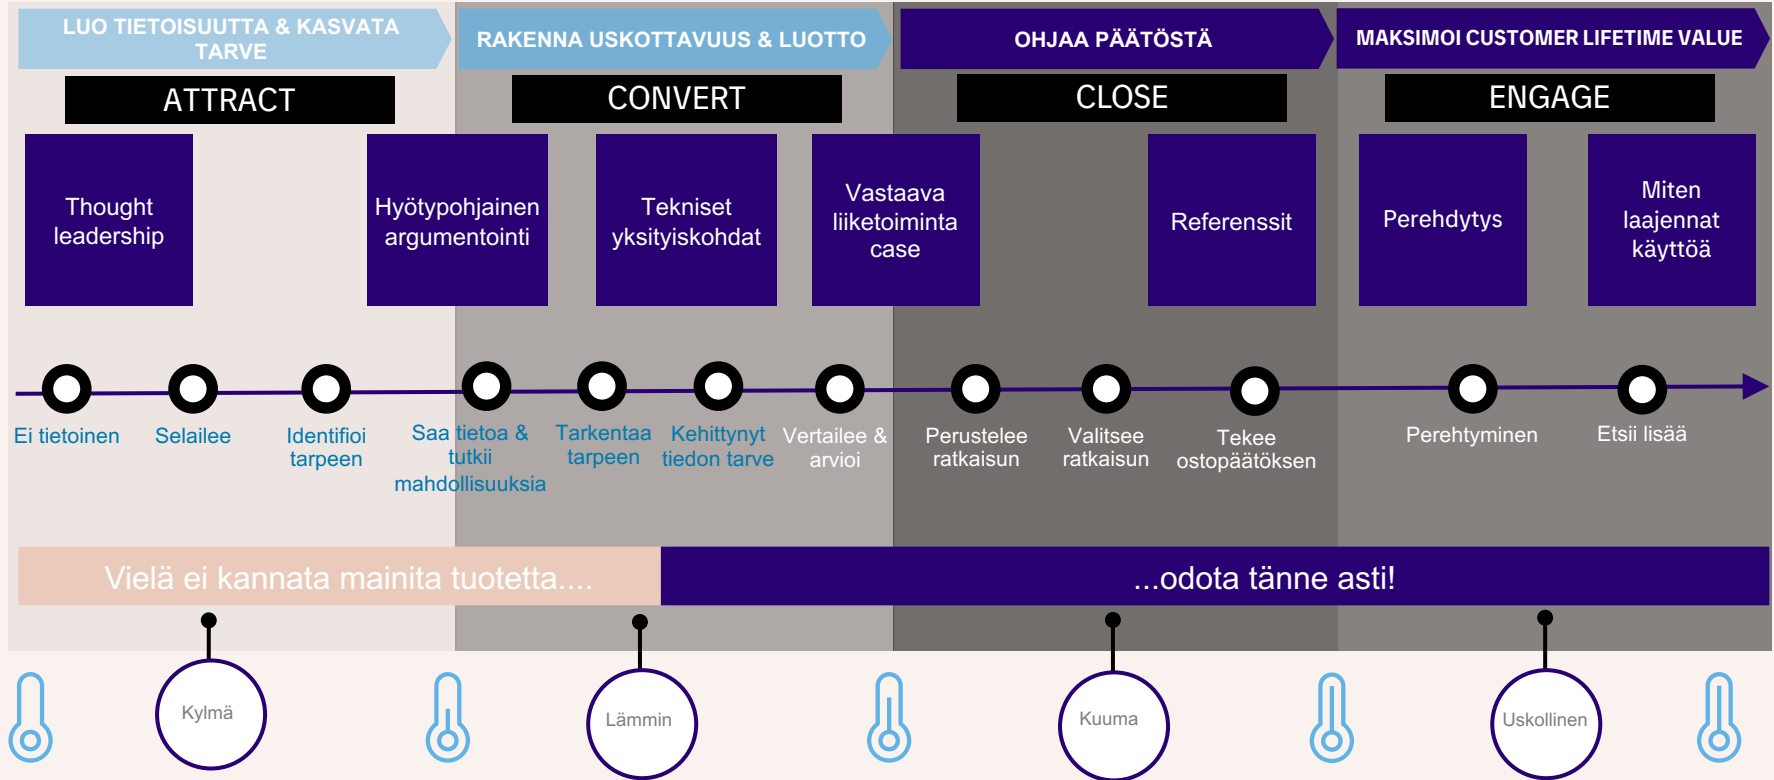 LUO TIETOISUUTTA & KASVATA
TARVE
RAKENNA USKOTTAVUUS & LUOTTO
OHJAA PÄÄTÖSTÄ
MAKSIMOI CUSTOMER LIFETIME VALUE
ATTRACT
CONVERT
CLOSE
ENGAGE
Thought
leadership
Hyötypohjainen
argumentointi
Tekniset
yksityiskohdat
Vastaava
liiketoiminta
case
Referenssit
Perehdytys
Miten
laajennat
käyttöä
Ei tietoinen
Selailee
Identifioi
tarpeen
Saa tietoa &
tutkii
mahdollisuuksia
Tarkentaa
tarpeen
Kehittynyt
tiedon tarve
Vertailee &
arvioi
Perustelee
ratkaisun
Valitsee
ratkaisun
Tekee
ostopäätöksen
Perehtyminen
Etsii lisää
Vielä ei kannata mainita tuotetta....
...odota tänne asti!
Kylmä
Lämmin
Kuuma
Uskollinen